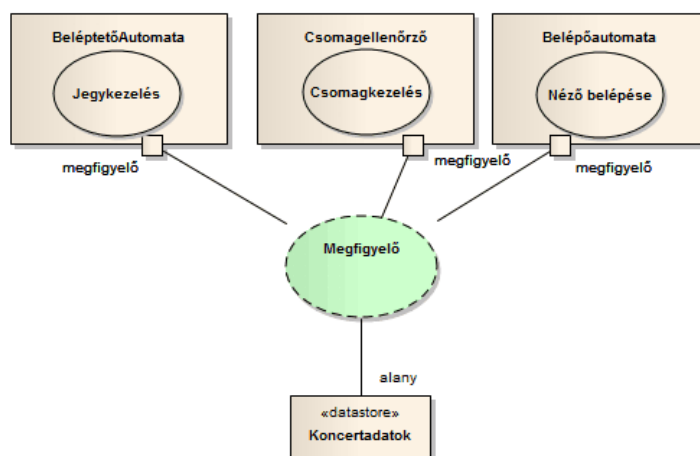 BeléptetőAutomata
Jegykezelés
megfigyelő
Csomagellenőrző
Csomagkezelés
megfigyelő
Belépőautomata
Néző belépése
megfigyelő
Megfigyelő
alany
«datastore»
Koncertadatok